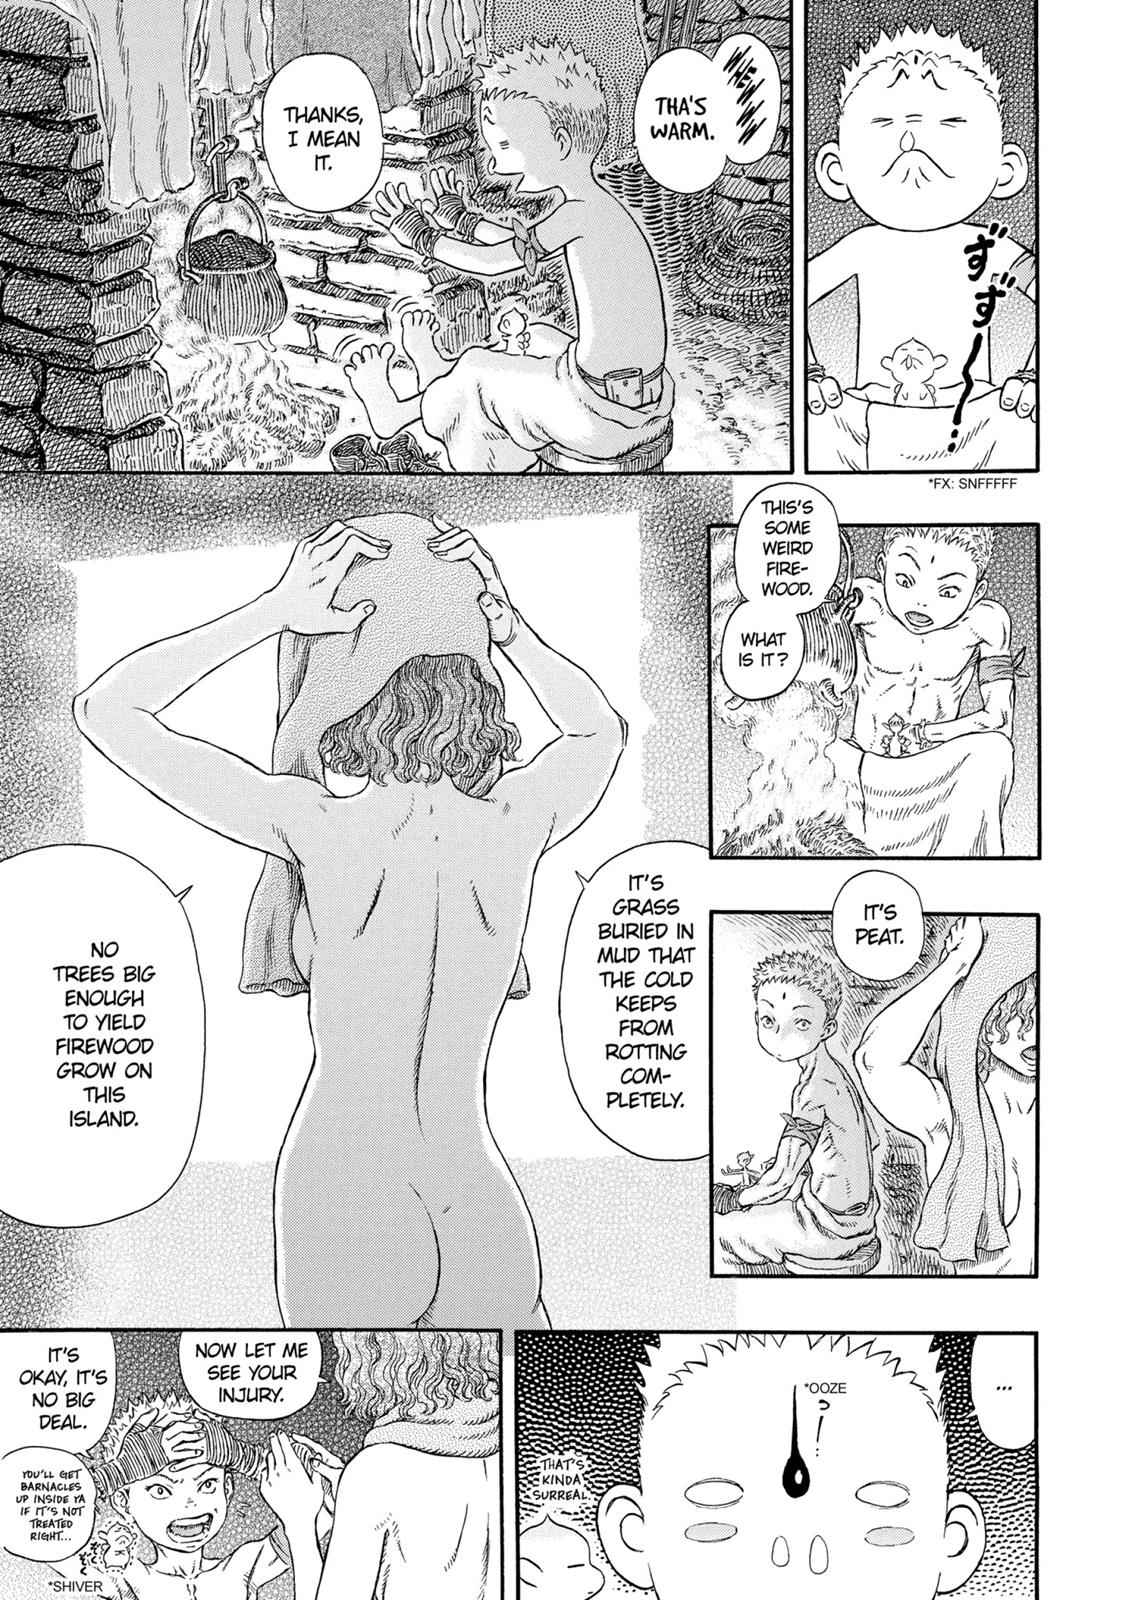 ずずー
*FX: SNFFFFF
THA'S
WARM.
THANKS,
I MEAN
IT.
THIS'S
SOME
WEIRD
FIRE-
WOOD.
WHAT
IS IT?
IT'S
PEAT.
IT'S
GRASS
BURIED IN
MUD THAT
THE COLD
KEEPS
FROM
ROTTING
COM-
PLETELY.
NO
TREES BIG
ENOUGH
TO YIELD
FIREWOOD
GROW ON
THIS
ISLAND.
...
*OOZE
THAT'S
KINDA
SURREAL.
NOW LET ME
SEE YOUR
INJURY.
IT'S
OKAY, IT'S
NO BIG
DEAL.
YOU'LL GET
BARNACLES
UP INSIDE YA
IF IT'S NOT
TREATED
RIGHT...
*SHIVER